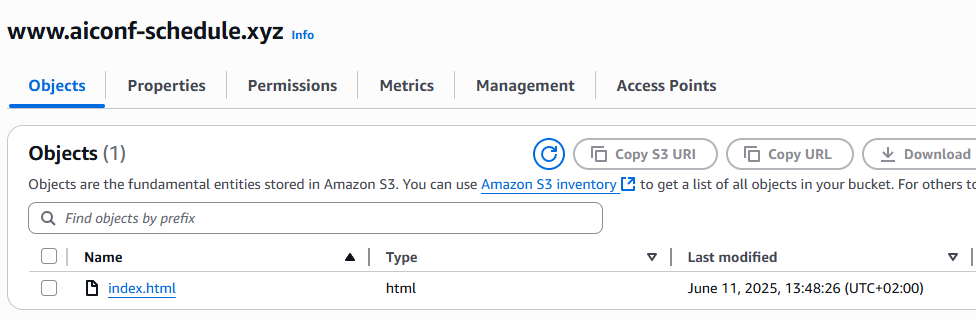 www.aiconf-schedule.xyz Info
Objects Properties Permissions Metrics Management Access Points
Objects (1) Copy S3 URI Copy URL Download
Objects are the fundamental entities stored in Amazon S3. You can use Amazon S3 inventory to get a list of all objects in your bucket. For others to
Find objects by prefix
Name Type Last modified
index.html html June 11, 2025, 13:48:26 (UTC+02:00)